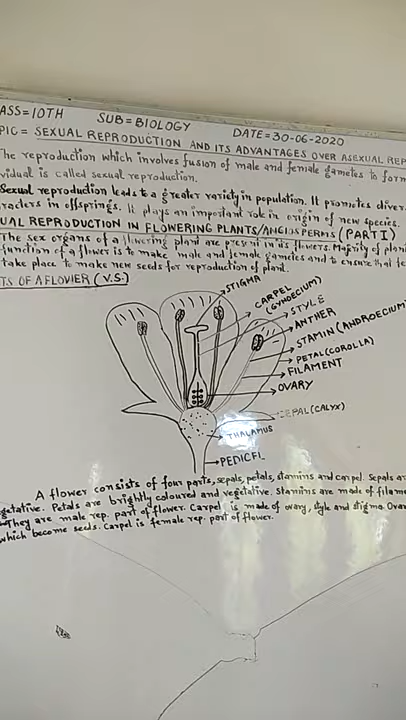 ASS=10TH SUB=BIOLOGY DATE=30-06-2020
PIC= SEXUAL REPRODUCTION AND ITS ADVANTAGES OVER ASEXUAL REP
The reproduction which involves fusion of male and female gametes to form
vidual is called sexual reproduction.
Sexual reproduction leads to a greater variety in population. It promotes diver
racters in offsprings. It plays an important role in origin of new species.
UAL REPRODUCTION IN FLOWERING PLANTS/ANGIOSPERMS (PART I)
The sex organs of a flowering plant are present in its flowers. Majority of plan
function of a flower is to make male and female gametes and to ensure that fe
take place to make new seeds for reproduction of plant.
TS OF A FLOWER (V.S.)
STIGMA
CARPEL
(GYNOECIUM)
STYLE
ANTHER
STAMIN (ANDROECIUM)
PETAL (COROLLA)
FILAMENT
OVARY
SEPAL (CALYX)
THALAMUS
PEDICEL
A flower consists of four parts, sepals, petals, stamins and carpel. Sepals ar
getative. Petals are brightly coloured and vegetative. Stamins are made of filame
They are male rep. part of flower. Carpel is made of ovary, style and stigma. Ovar
which become seeds. Carpel is female rep. part of flower.